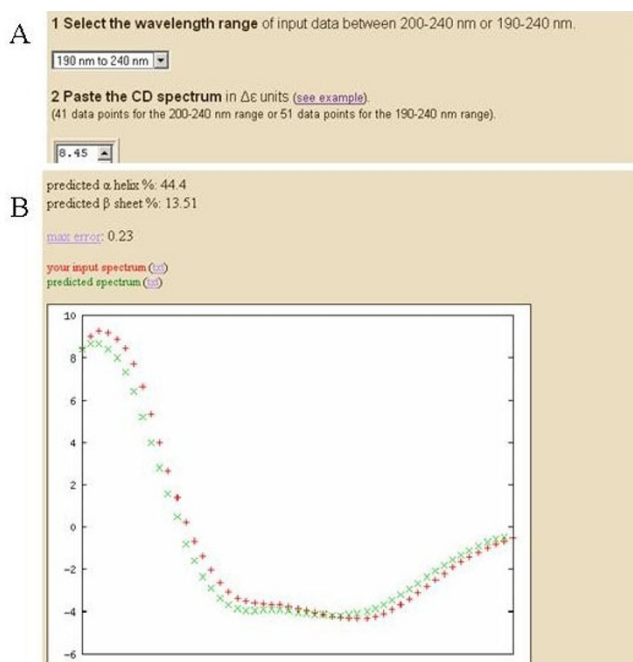 A
1 Select the wavelength range of input data between 200-240 nm or 190-240 nm.
190 nm to 240 nm
2 Paste the CD spectrum in Δε units (see example).
(41 data points for the 200-240 nm range or 51 data points for the 190-240 nm range).
8.45
B
predicted α helix %: 44.4
predicted β sheet %: 13.51
max error: 0.23
your input spectrum (txt)
predicted spectrum (txt)
10
8
6
4
2
0
-2
-4
-6